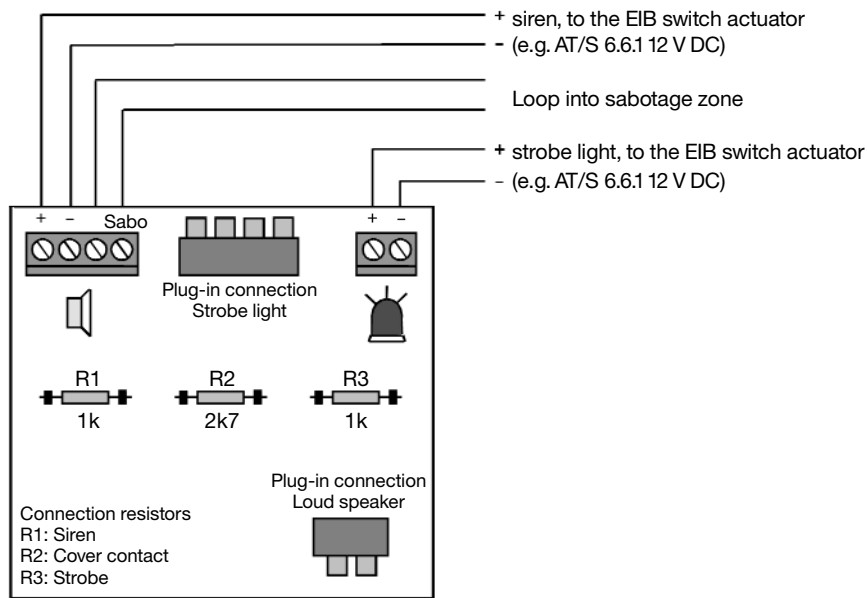 + siren, to the EIB switch actuator
- (e.g. AT/S 6.6.1 12 V DC)
Loop into sabotage zone
+ strobe light, to the EIB switch actuator
- (e.g. AT/S 6.6.1 12 V DC)
+ - Sabo
+ -
Plug-in connection
Strobe light
R1 R2 R3
1k 2k7 1k
Plug-in connection
Loud speaker
Connection resistors
R1: Siren
R2: Cover contact
R3: Strobe